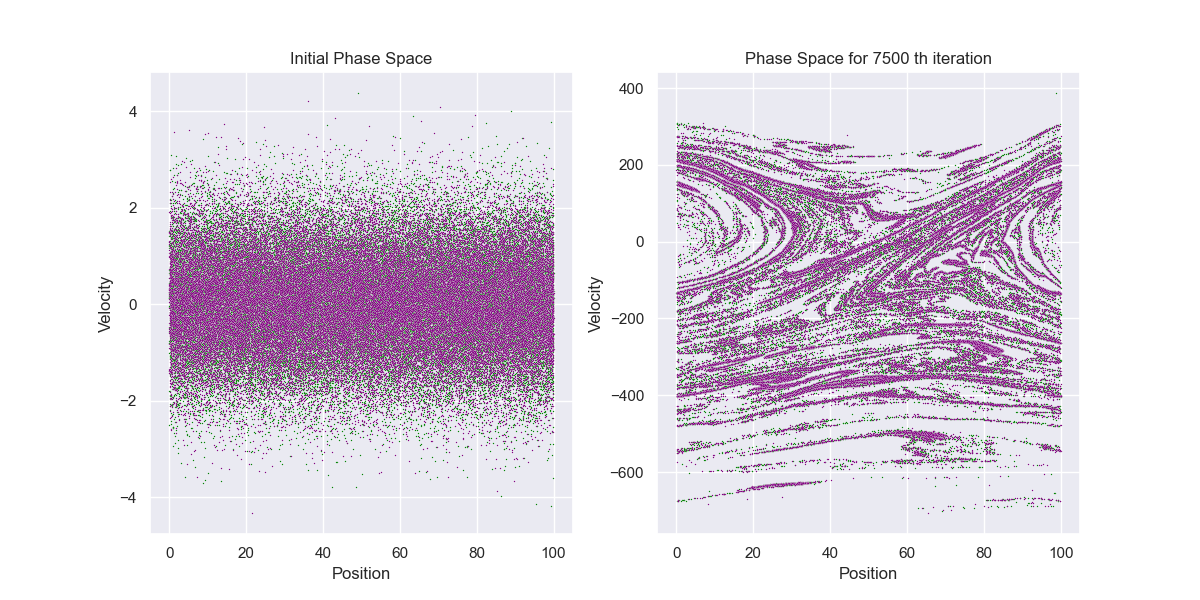 Initial Phase Space
4
2
0
−2
−4
Velocity
0 20 40 60 80 100
Position
Phase Space for 7500 th iteration
400
200
0
−200
−400
−600
Velocity
0 20 40 60 80 100
Position